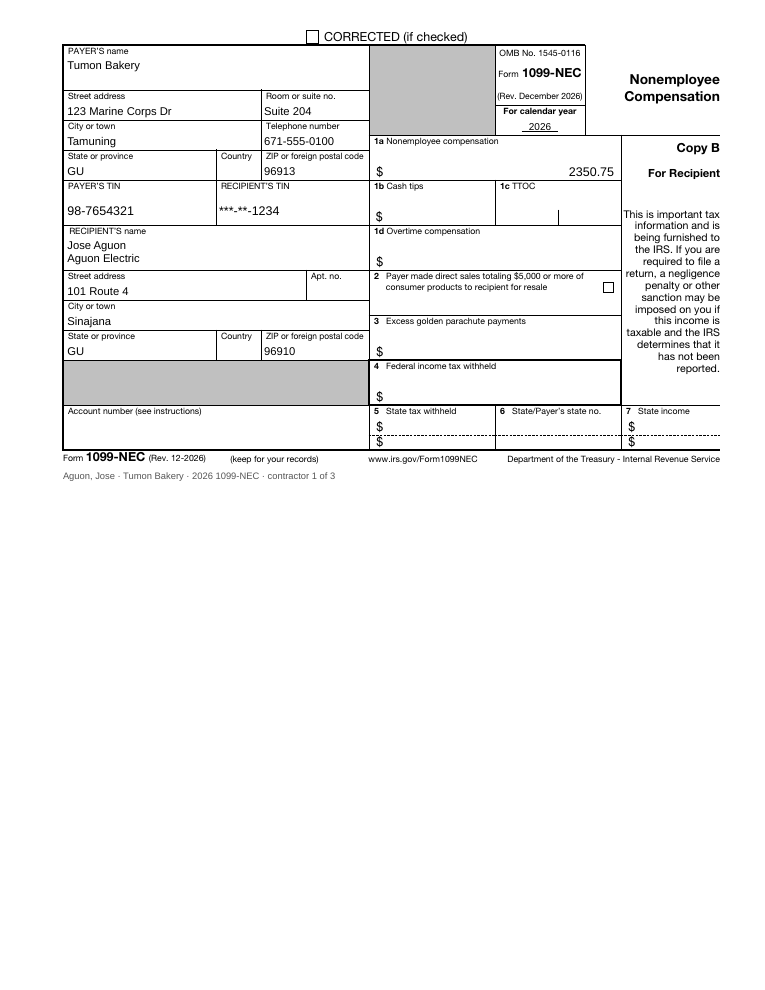 CORRECTED (if checked)
PAYER'S name
Tumon Bakery
Street address
Room or suite no.
123 Marine Corps Dr
Suite 204
City or town
Telephone number
Tamuning
671-555-0100
State or province
Country
ZIP or foreign postal code
GU
96913
PAYER'S TIN
RECIPIENT'S TIN
98-7654321
***-**-1234
RECIPIENT'S name
Jose Aguon
Aguon Electric
Street address
Apt. no.
101 Route 4
City or town
Sinajana
State or province
Country
ZIP or foreign postal code
GU
96910
Account number (see instructions)
OMB No. 1545-0116
Form 1099-NEC
(Rev. December 2026)
For calendar year
2026
Nonemployee
Compensation
1a Nonemployee compensation
$ 2350.75
1b Cash tips
$
1c TTOC
1d Overtime compensation
$
2 Payer made direct sales totaling $5,000 or more of
consumer products to recipient for resale
3 Excess golden parachute payments
$
4 Federal income tax withheld
$
5 State tax withheld
$
$
6 State/Payer's state no.
7 State income
$
$
Copy B
For Recipient
This is important tax
information and is
being furnished to
the IRS. If you are
required to file a
return, a negligence
penalty or other
sanction may be
imposed on you if
this income is
taxable and the IRS
determines that it
has not been
reported.
Form 1099-NEC (Rev. 12-2026)
(keep for your records)
www.irs.gov/Form1099NEC
Department of the Treasury - Internal Revenue Service
Aguon, Jose · Tumon Bakery · 2026 1099-NEC · contractor 1 of 3